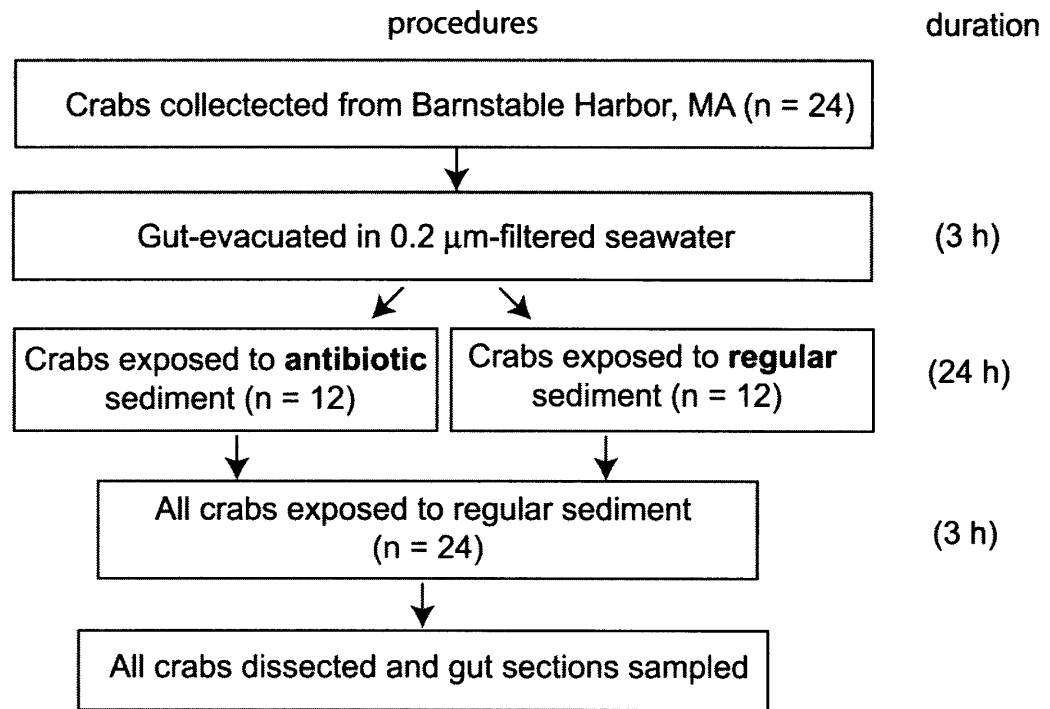 procedures duration
Crabs collectected from Barnstable Harbor, MA (n = 24)
Gut-evacuated in 0.2 µm-filtered seawater (3 h)
Crabs exposed to antibiotic
sediment (n = 12)
Crabs exposed to regular
sediment (n = 12)
(24 h)
All crabs exposed to regular sediment
(n = 24)
(3 h)
All crabs dissected and gut sections sampled